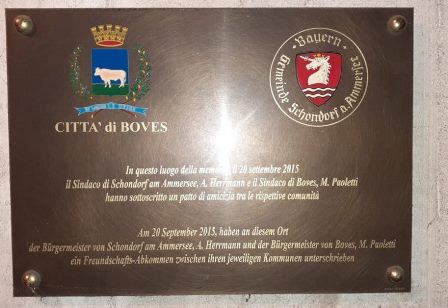 Bayern
Gemeinde Schondorf a. Ammersee
CITTA' di BOVES
In questo luogo della memoria, il 20 settembre 2015
il Sindaco di Schondorf am Ammersee, A. Herrmann e il Sindaco di Boves, M. Paoletti
hanno sottoscritto un patto di amicizia tra le rispettive comunità
Am 20 September 2015, haben an diesem Ort
der Bürgermeister von Schondorf am Ammersee, A. Herrmann und der Bürgermeister von Boves, M. Paoletti
ein Freundschafts-Abkommen zwischen ihren jeweiligen Kommunen unterschrieben